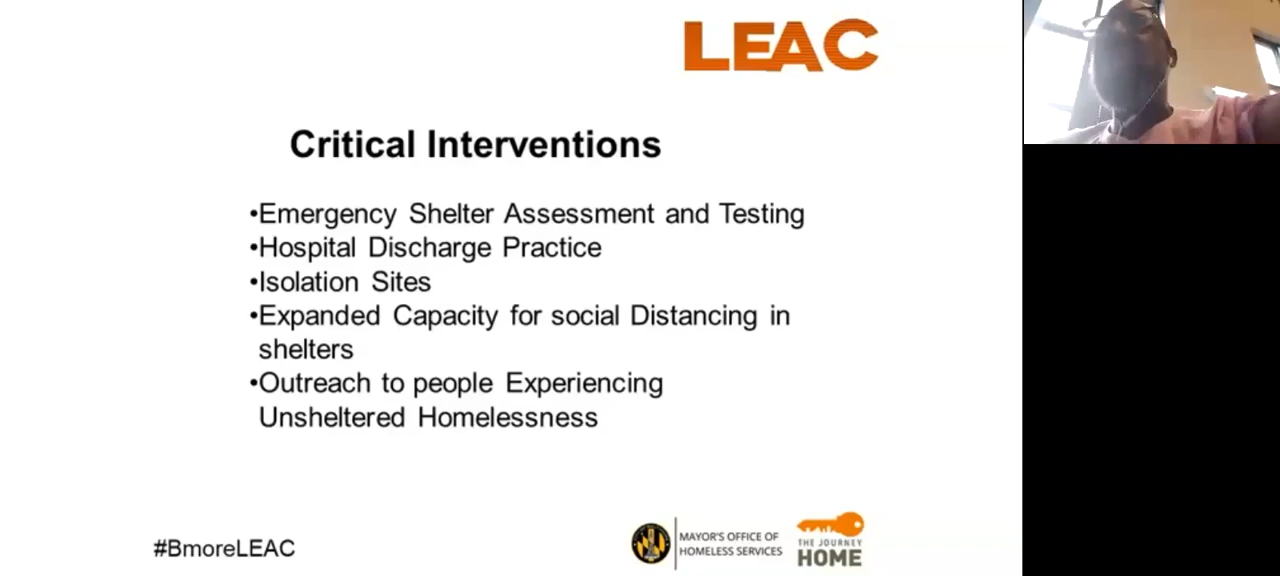 LEAC
Critical Interventions
•Emergency Shelter Assessment and Testing
•Hospital Discharge Practice
•Isolation Sites
•Expanded Capacity for social Distancing in
shelters
•Outreach to people Experiencing
Unsheltered Homelessness
#BmoreLEAC
MAYOR'S OFFICE OF
HOMELESS SERVICES
THE JOURNEY
HOME